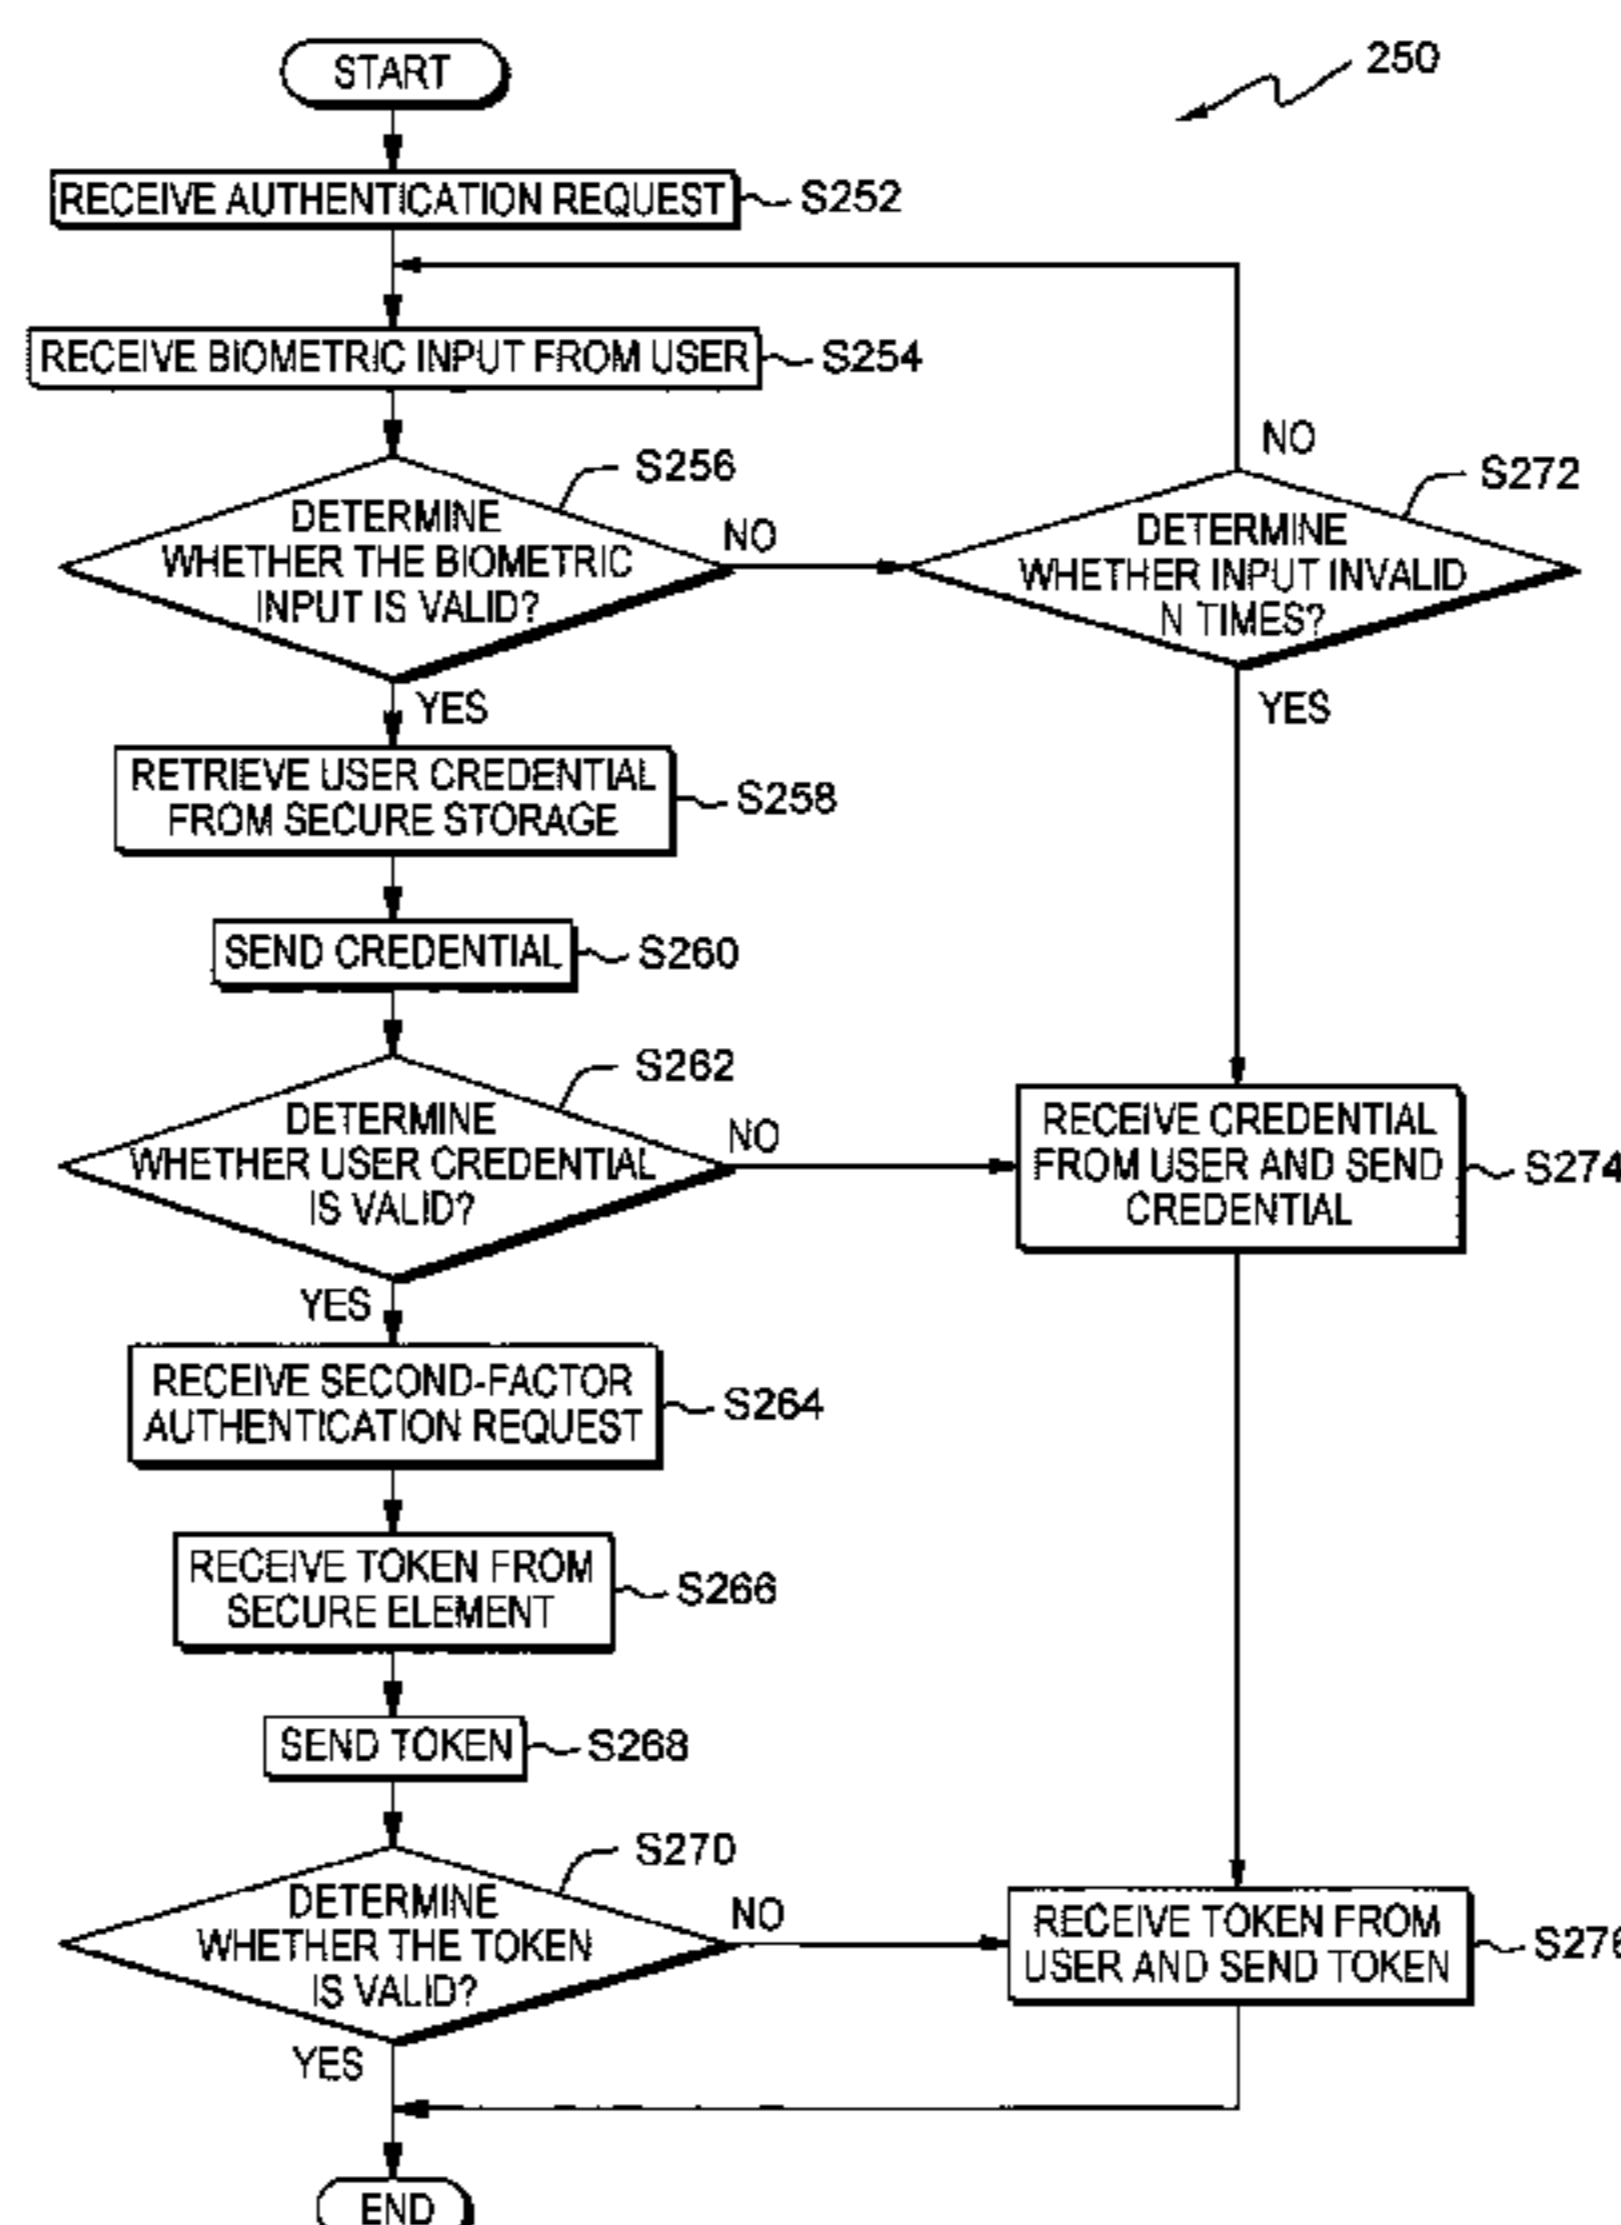 START
250
RECEIVE AUTHENTICATION REQUEST
S252
RECEIVE BIOMETRIC INPUT FROM USER
S254
S256
DETERMINE
WHETHER THE BIOMETRIC
INPUT IS VALID?
NO
YES
NO
S272
DETERMINE
WHETHER INPUT INVALID
N TIMES?
YES
RETRIEVE USER CREDENTIAL
FROM SECURE STORAGE
S258
SEND CREDENTIAL
S260
S262
DETERMINE
WHETHER USER CREDENTIAL
IS VALID?
NO
YES
RECEIVE CREDENTIAL
FROM USER AND SEND
CREDENTIAL
S274
RECEIVE SECOND-FACTOR
AUTHENTICATION REQUEST
S264
RECEIVE TOKEN FROM
SECURE ELEMENT
S266
SEND TOKEN
S268
S270
DETERMINE
WHETHER THE TOKEN
IS VALID?
NO
YES
RECEIVE TOKEN FROM
USER AND SEND TOKEN
S276
END